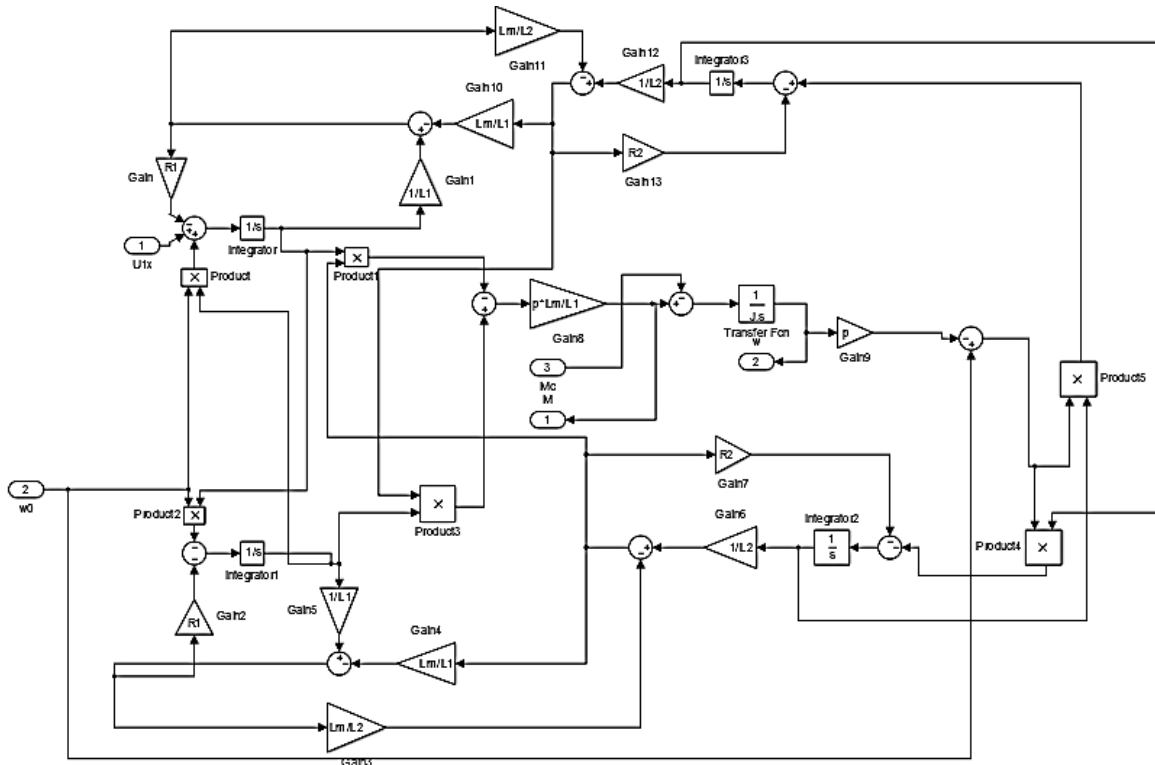 Lm/L2
Gain11
Gain12
1/L2
Integrator3
1/s
Gain10
Lm/L1
R2
Gain13
R1
Gain
1/L1
Gain1
1
U1x
1/s
Integrator
Product
Product1
p*Lm/L1
Gain8
1
J.s
Transfer Fcn
w
2
p
Gain9
3
Mc
M
1
Product5
2
w0
Product2
1/s
Integrator1
Product3
R2
Gain7
Gain6
1/L2
Integrator2
1
s
Product4
R1
Gain2
1/L1
Gain5
Gain4
Lm/L1
Lm/L2
Gain3